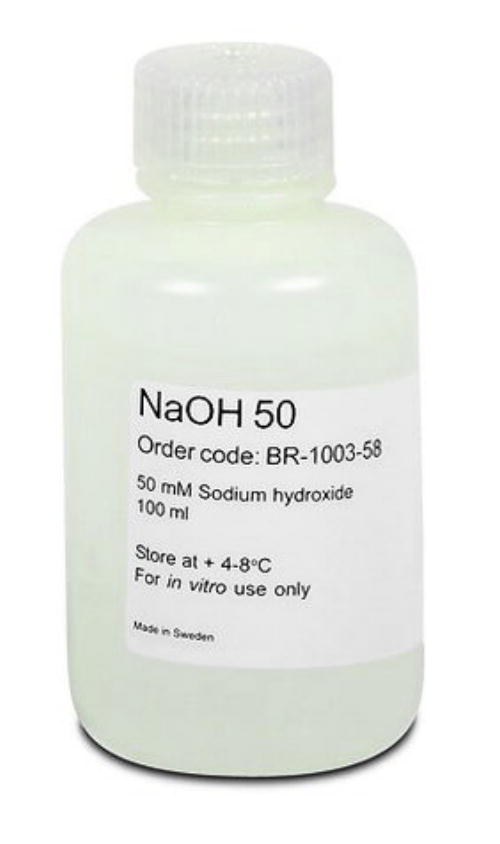 NaOH 50
Order code: BR-1003-58
50 mM Sodium hydroxide
100 ml
Store at + 4-8°C
For in vitro use only
Made in Sweden